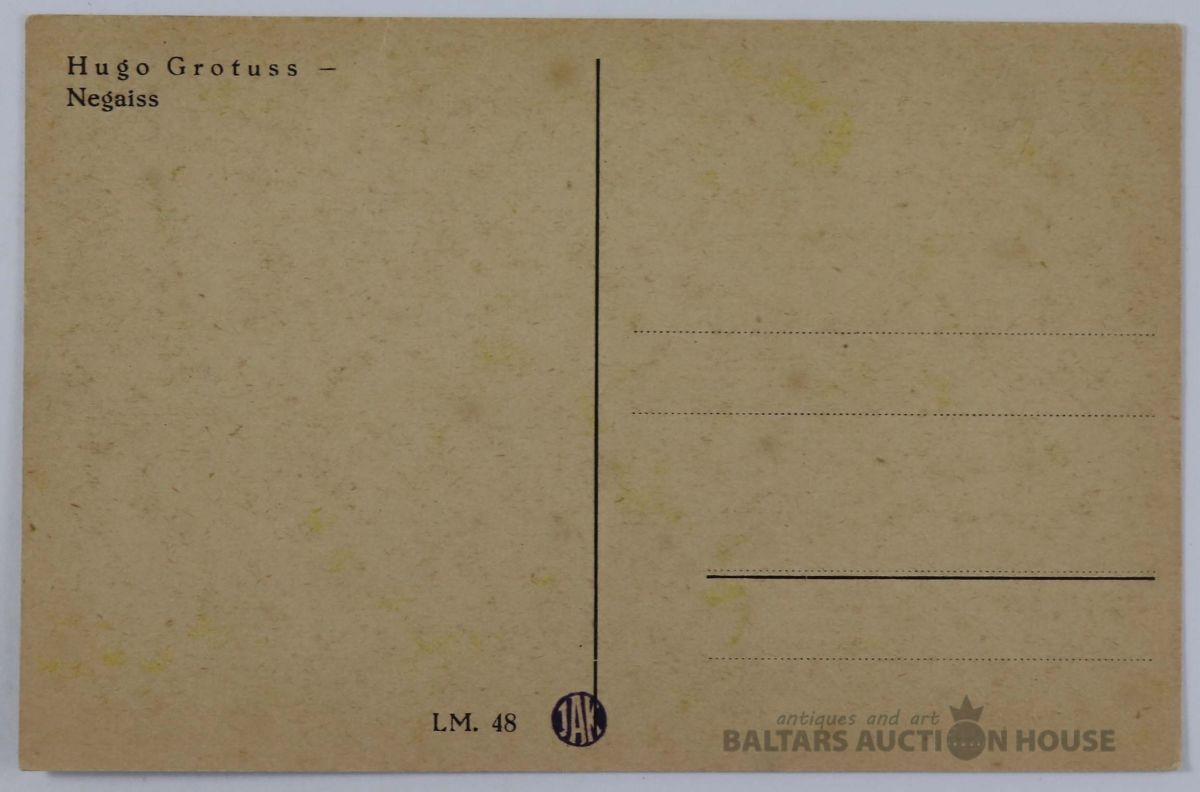 Hugo Grotuss –
Negaiss
LM. 48
JAK
antiques and art
BALTARS AUCTION HOUSE